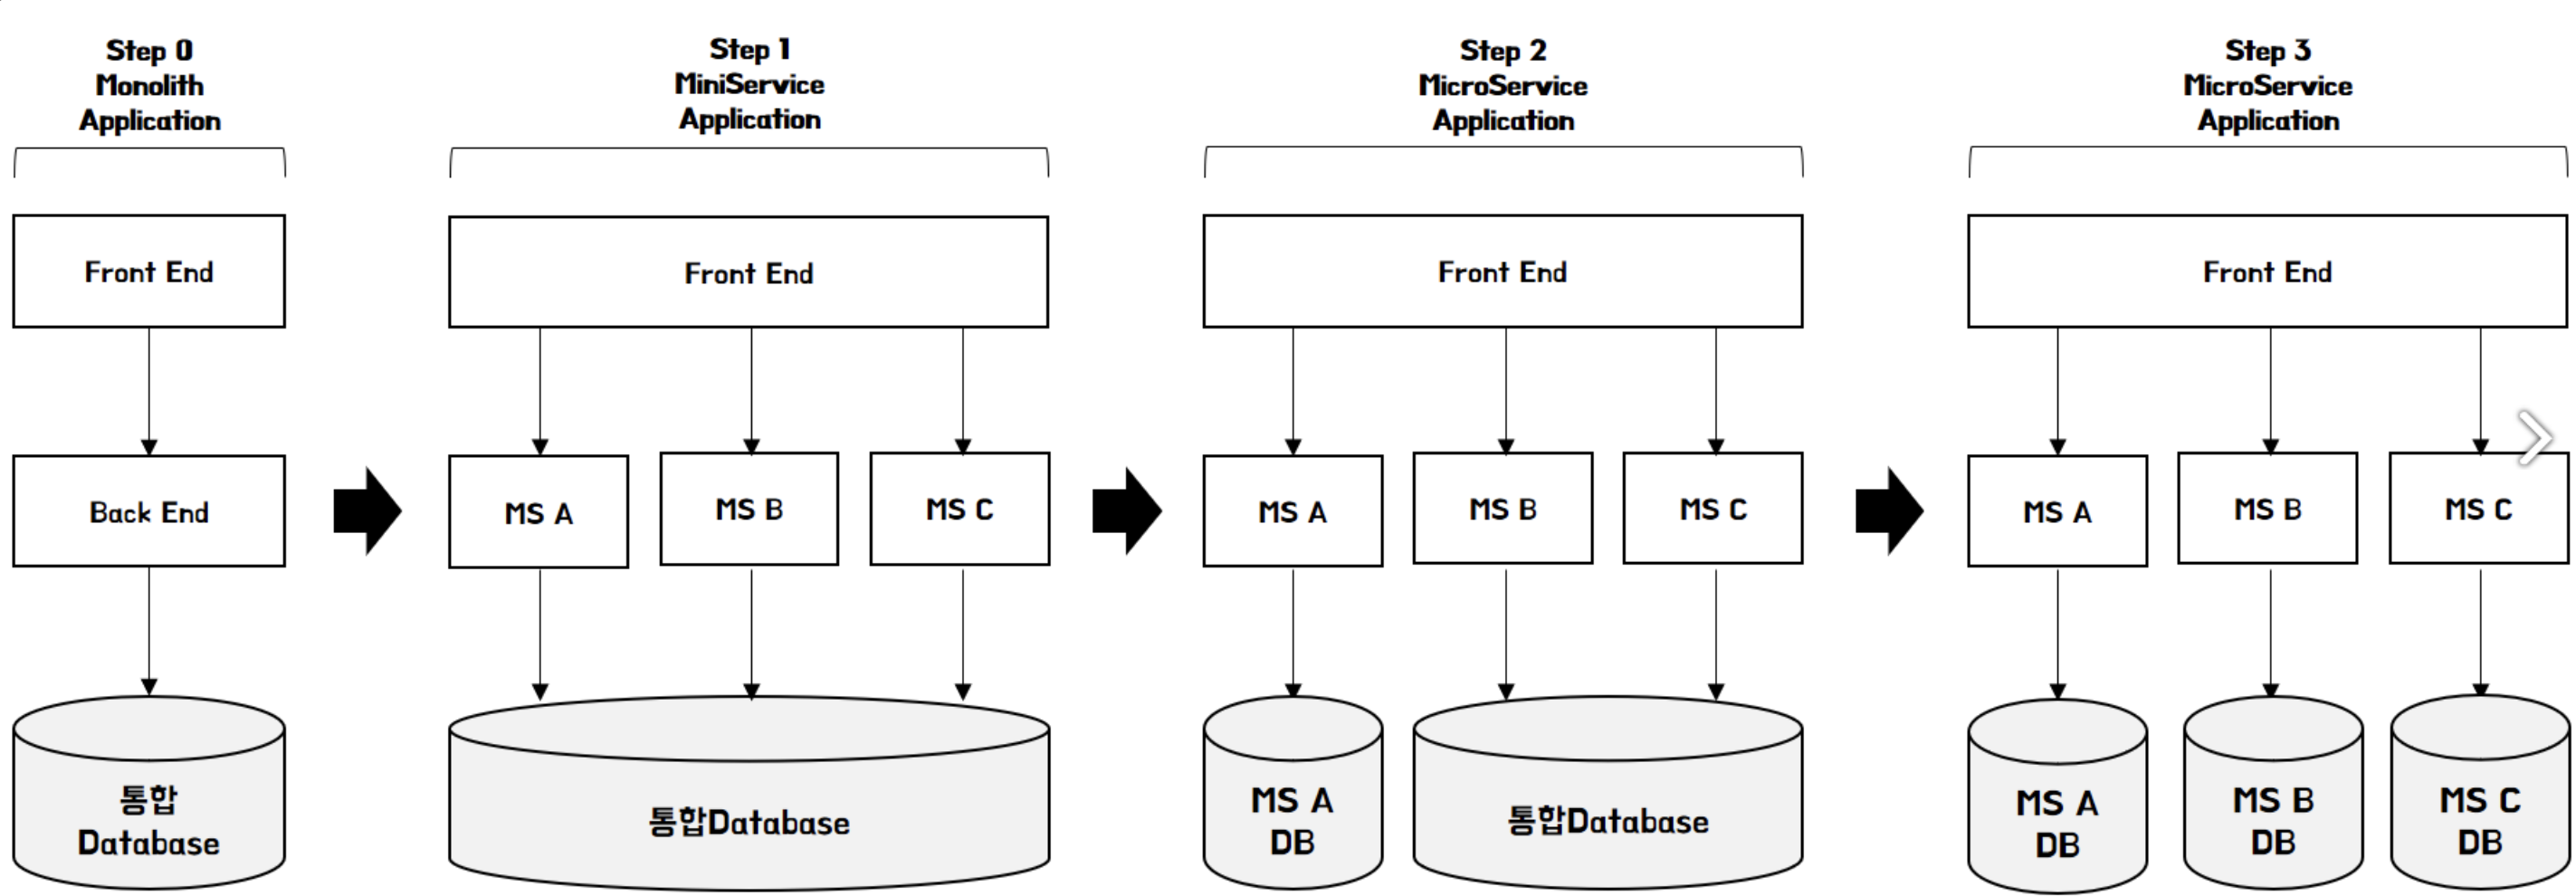 Step 0
Monolith
Application
Step 1
MiniService
Application
Step 2
MicroService
Application
Step 3
MicroService
Application
Front End
Front End
Front End
Front End
Back End
MS A
MS B
MS C
MS A
MS B
MS C
MS A
MS B
MS C
통합
Database
통합Database
MS A
DB
통합Database
MS A
DB
MS B
DB
MS C
DB